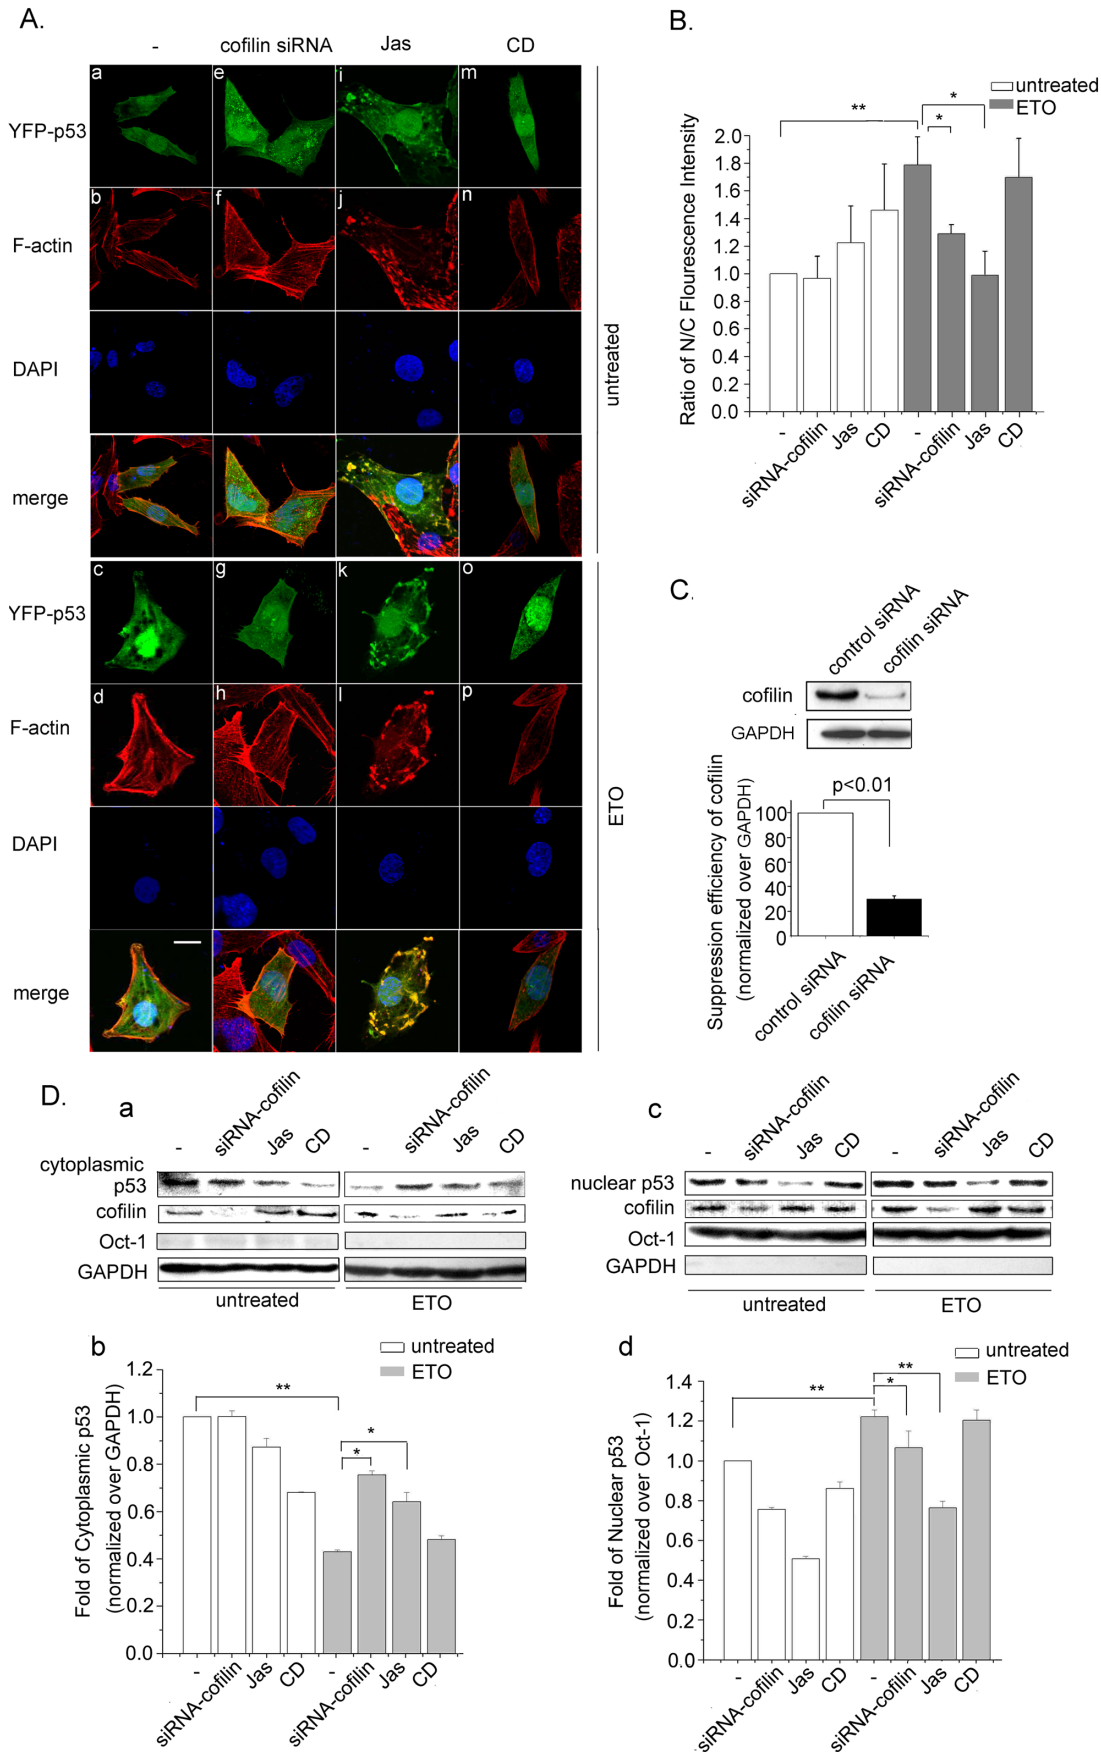 A.
- cofilin siRNA Jas CD
a e i m
YFP-p53
b f j n
F-actin
DAPI
merge
untreated
c g k o
YFP-p53
d h l p
F-actin
DAPI
merge
ETO
B.
untreated
ETO
** * *
Ratio of N/C Flourescence Intensity
2.0
1.8
1.6
1.4
1.2
1.0
0.8
0.6
0.4
0.2
0.0
- siRNA-cofilin Jas CD - siRNA-cofilin Jas CD
C.
control siRNA cofilin siRNA
cofilin
GAPDH
p<0.01
Suppression efficiency of cofilin
(normalized over GAPDH)
100
80
60
40
20
0
control siRNA cofilin siRNA
D.
a
- siRNA-cofilin Jas CD - siRNA-cofilin Jas CD
cytoplasmic
p53
cofilin
Oct-1
GAPDH
untreated ETO
c
- siRNA-cofilin Jas CD - siRNA-cofilin Jas CD
nuclear p53
cofilin
Oct-1
GAPDH
untreated ETO
b
untreated
ETO
** * *
Fold of Cytoplasmic p53
(normalized over GAPDH)
1.2
1.0
0.8
0.6
0.4
0.2
0.0
- siRNA-cofilin Jas CD - siRNA-cofilin Jas CD
d
untreated
ETO
** ** *
Fold of Nuclear p53
(normalized over Oct-1)
1.4
1.2
1.0
0.8
0.6
0.4
0.2
0.0
- siRNA-cofilin Jas CD - siRNA-cofilin Jas CD